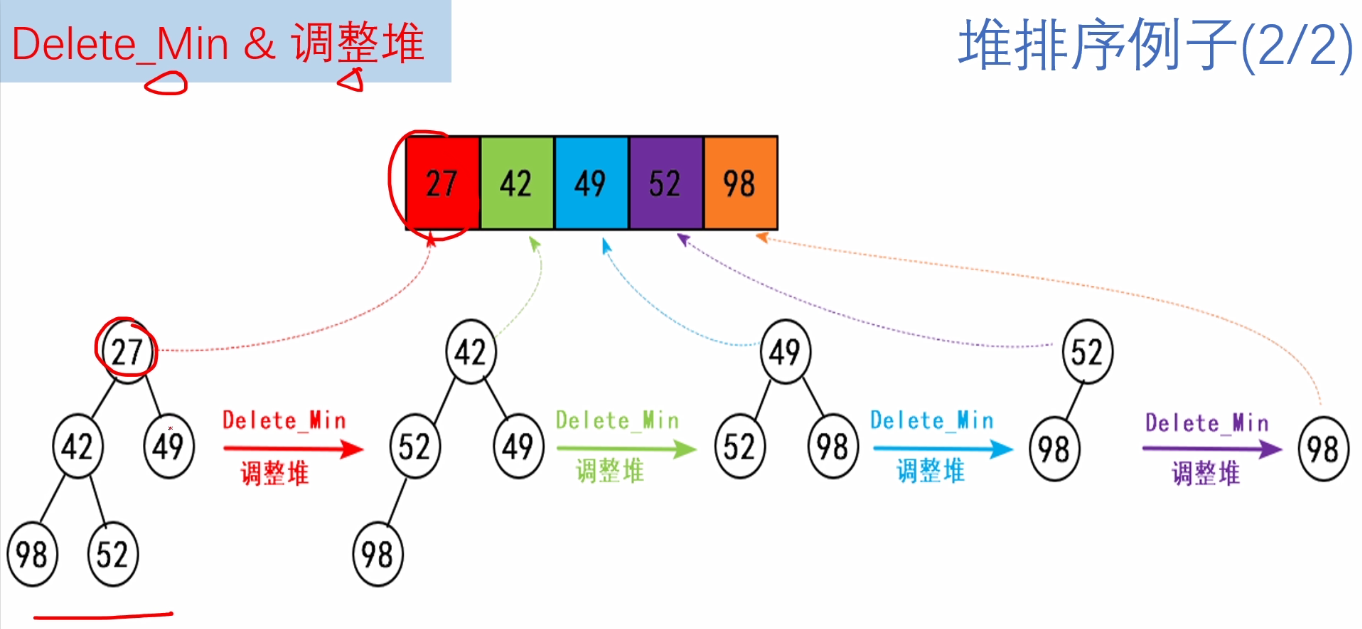 Delete_Min & 调整堆
堆排序例子(2/2)
27 42 49 52 98
27 42 49 52
42 49 52 49 52 98 98 98
98 52 98
Delete_Min Delete_Min Delete_Min Delete_Min
调整堆 调整堆 调整堆 调整堆